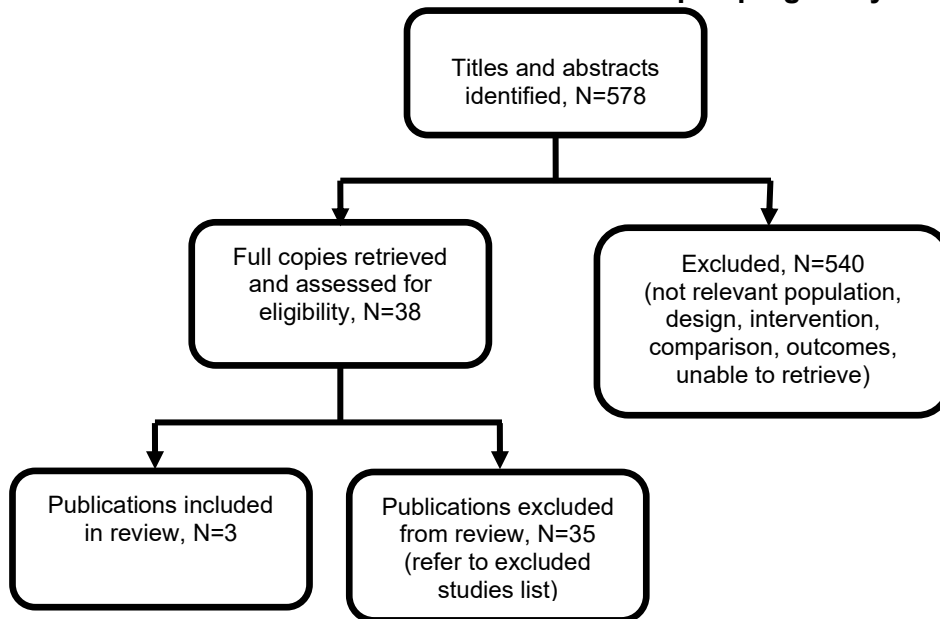 Titles and abstracts
identified, N=578
Full copies retrieved
and assessed for
eligibility, N=38
Excluded, N=540
(not relevant population,
design, intervention,
comparison, outcomes,
unable to retrieve)
Publications included
in review, N=3
Publications excluded
from review, N=35
(refer to excluded
studies list)